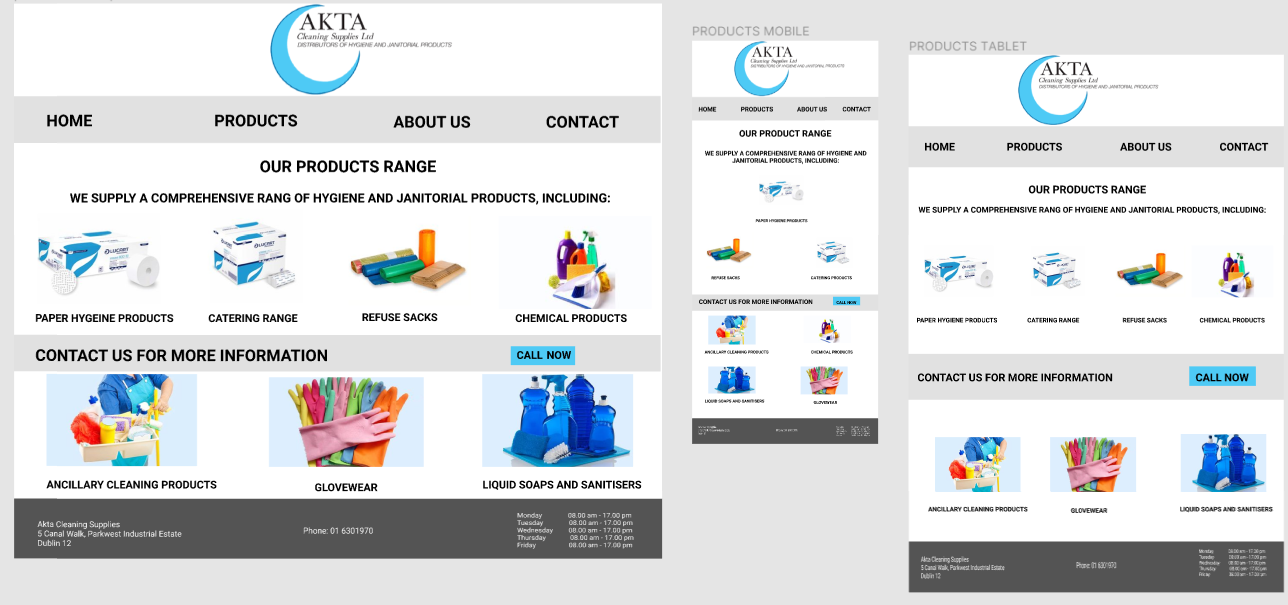 AKTA
Cleaning Supplies Ltd
DISTRIBUTORS OF HYGIENE AND JANITORIAL PRODUCTS
HOME PRODUCTS ABOUT US CONTACT
OUR PRODUCTS RANGE
WE SUPPLY A COMPREHENSIVE RANG OF HYGIENE AND JANITORIAL PRODUCTS, INCLUDING:
PAPER HYGEINE PRODUCTS CATERING RANGE REFUSE SACKS CHEMICAL PRODUCTS
CONTACT US FOR MORE INFORMATION CALL NOW
ANCILLARY CLEANING PRODUCTS GLOVEWEAR LIQUID SOAPS AND SANITISERS
Akta Cleaning Supplies
5 Canal Walk, Parkwest Industrial Estate
Dublin 12
Phone: 01 6301970
Monday 08.00 am - 17.00 pm
Tuesday 08.00 am - 17.00 pm
Wednesday 08.00 am - 17.00 pm
Thursday 08.00 am - 17.00 pm
Friday 08.00 am - 17.00 pm
PRODUCTS MOBILE
AKTA
Cleaning Supplies Ltd
DISTRIBUTORS OF HYGIENE AND JANITORIAL PRODUCTS
HOME PRODUCTS ABOUT US CONTACT
OUR PRODUCT RANGE
WE SUPPLY A COMPREHENSIVE RANG OF HYGIENE AND
JANITORIAL PRODUCTS, INCLUDING:
PAPER HYGIENE PRODUCTS
REFUSE SACKS CATERING PRODUCTS
CONTACT US FOR MORE INFORMATION CALL NOW
ANCILLARY CLEANING PRODUCTS CHEMICAL PRODUCTS
LIQUID SOAPS AND SANITISERS GLOVEWEAR
PRODUCTS TABLET
AKTA
Cleaning Supplies Ltd
DISTRIBUTORS OF HYGIENE AND JANITORIAL PRODUCTS
HOME PRODUCTS ABOUT US CONTACT
OUR PRODUCTS RANGE
WE SUPPLY A COMPREHENSIVE RANG OF HYGIENE AND JANITORIAL PRODUCTS, INCLUDING:
PAPER HYGIENE PRODUCTS CATERING RANGE REFUSE SACKS CHEMICAL PRODUCTS
CONTACT US FOR MORE INFORMATION CALL NOW
ANCILLARY CLEANING PRODUCTS GLOVEWEAR LIQUID SOAPS AND SANITISERS
Akta Cleaning Supplies
5 Canal Walk, Parkwest Industrial Estate
Dublin 12
Phone: 01 6301970
Monday 08.00 am - 17.00 pm
Tuesday 08.00 am - 17.00 pm
Wednesday 08.00 am - 17.00 pm
Thursday 08.00 am - 17.00 pm
Friday 08.00 am - 17.00 pm